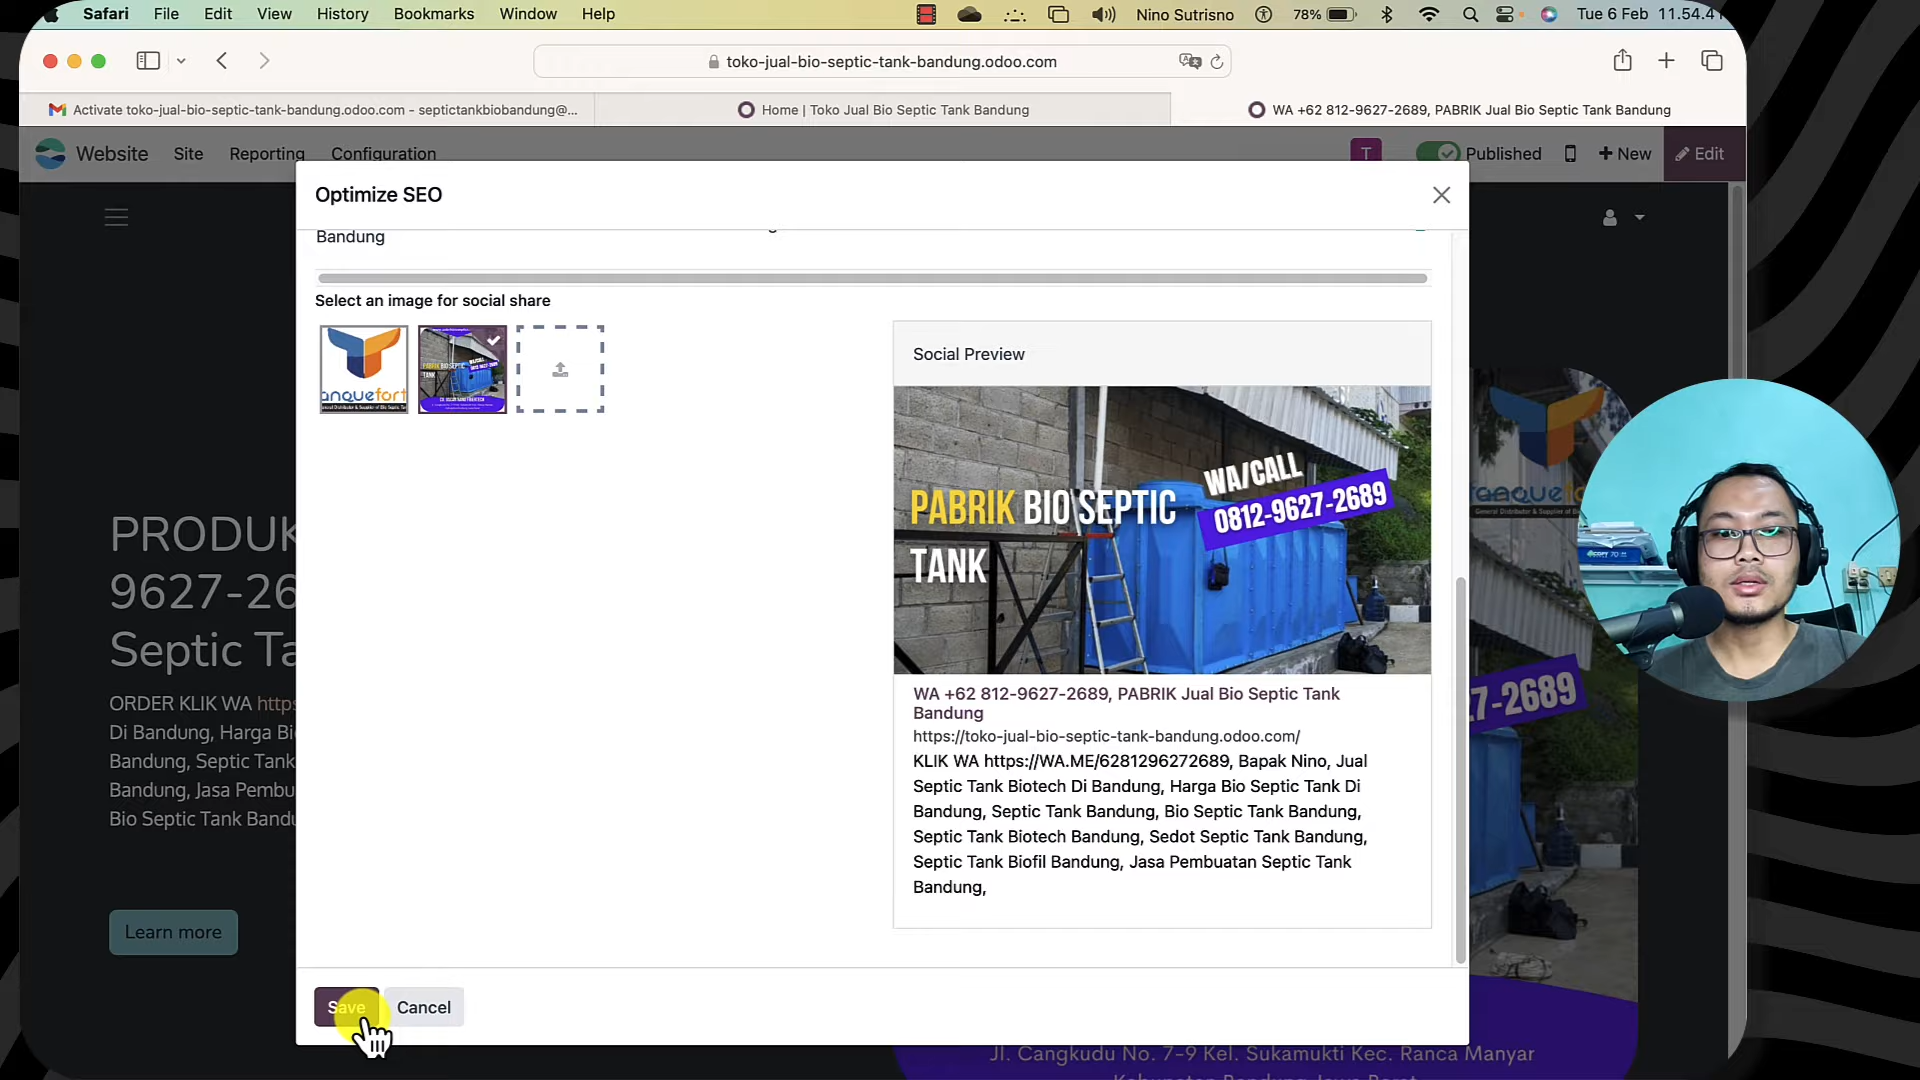 Safari File Edit View History Bookmarks Window Help Nino Sutrisno 78% Tue 6 Feb 11.54.41
toko-jual-bio-septic-tank-bandung.odoo.com
Activate toko-jual-bio-septic-tank-bandung.odoo.com - septictankbiobandung@...
Home | Toko Jual Bio Septic Tank Bandung
WA +62 812-9627-2689, PABRIK Jual Bio Septic Tank Bandung
Website Site Reporting Configuration T Published + New Edit
Optimize SEO
Bandung
Select an image for social share
Social Preview
PABRIK BIO SEPTIC
TANK
WA/CALL
0812-9627-2689
WA +62 812-9627-2689, PABRIK Jual Bio Septic Tank
Bandung
https://toko-jual-bio-septic-tank-bandung.odoo.com/
KLIK WA https://WA.ME/6281296272689, Bapak Nino, Jual
Septic Tank Biotech Di Bandung, Harga Bio Septic Tank Di
Bandung, Septic Tank Bandung, Bio Septic Tank Bandung,
Septic Tank Biotech Bandung, Sedot Septic Tank Bandung,
Septic Tank Biofil Bandung, Jasa Pembuatan Septic Tank
Bandung,
Save Cancel
PRODUK
9627-26
Septic Ta
ORDER KLIK WA https
Di Bandung, Harga Bi
Bandung, Septic Tank
Bandung, Jasa Pembu
Bio Septic Tank Bandu
Learn more
anquefort
7-2689
Jl. Cangkudu No. 7-9 Kel. Sukamukti Kec. Ranca Manyar